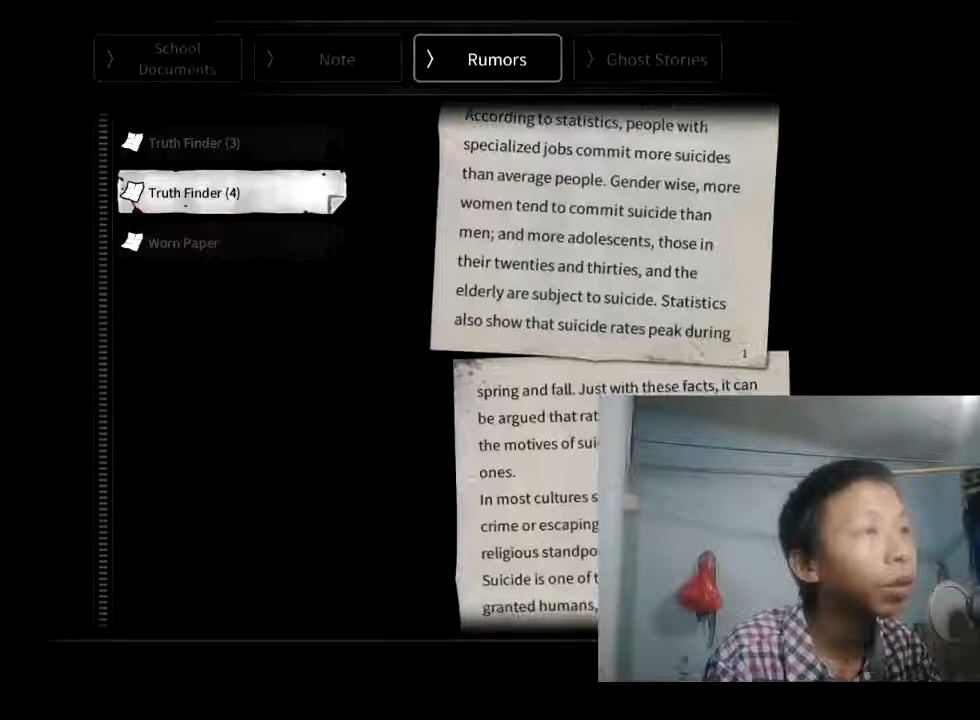 School
Documents
Note
Rumors
Ghost Stories
Truth Finder (3)
Truth Finder (4)
Worn Paper
According to statistics, people with
specialized jobs commit more suicides
than average people. Gender wise, more
women tend to commit suicide than
men; and more adolescents, those in
their twenties and thirties, and the
elderly are subject to suicide. Statistics
also show that suicide rates peak during
1
spring and fall. Just with these facts, it can
be argued that
the motives of
ones.
In most cultures
crime or escaping
religious
Suicide is one of
granted humans,